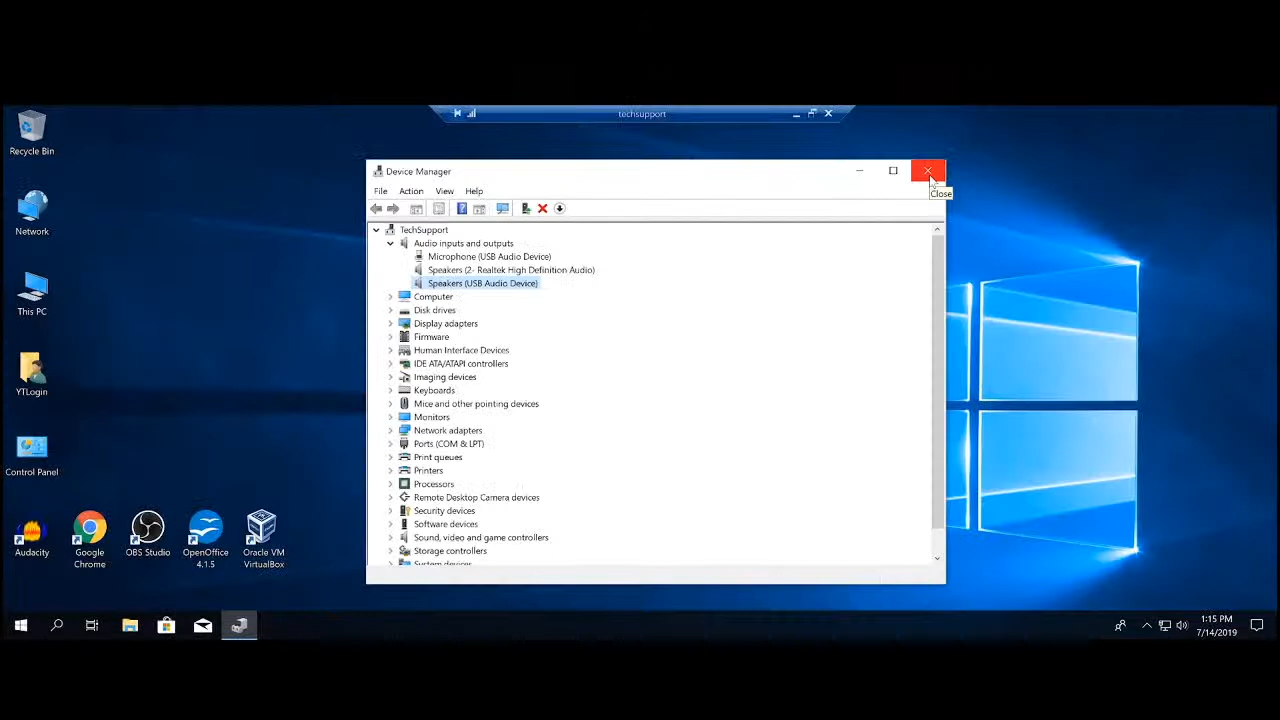 techsupport
Recycle Bin
Network
This PC
YTLogin
Control Panel
Audacity
Google
Chrome
OBS Studio
OpenOffice
4.1.5
Oracle VM
VirtualBox
Device Manager
Close
File Action View Help
TechSupport
Audio inputs and outputs
Microphone (USB Audio Device)
Speakers (2- Realtek High Definition Audio)
Speakers (USB Audio Device)
Computer
Disk drives
Display adapters
Firmware
Human Interface Devices
IDE ATA/ATAPI controllers
Imaging devices
Keyboards
Mice and other pointing devices
Monitors
Network adapters
Ports (COM & LPT)
Print queues
Printers
Processors
Remote Desktop Camera devices
Security devices
Software devices
Sound, video and game controllers
Storage controllers
System devices
1:15 PM
7/14/2019